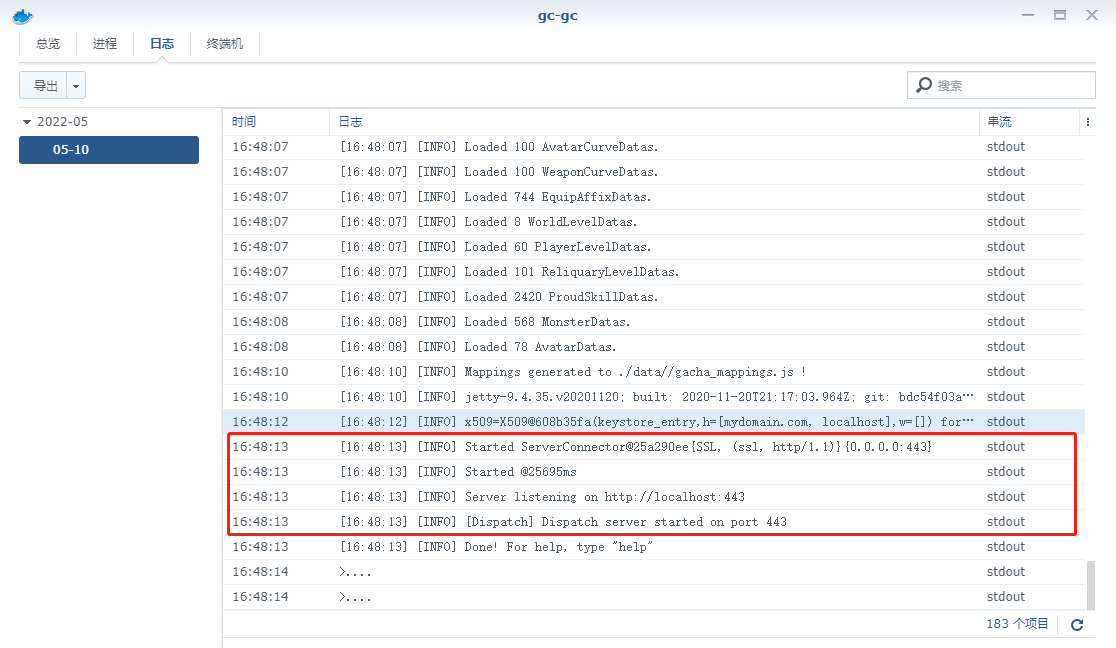 gc-gc
总览 进程 日志 终端机
导出 搜索
2022-05
05-10
时间 日志 串流
16:48:07 [16:48:07] [INFO] Loaded 100 AvatarCurveDatas. stdout
16:48:07 [16:48:07] [INFO] Loaded 100 WeaponCurveDatas. stdout
16:48:07 [16:48:07] [INFO] Loaded 744 EquipAffixDatas. stdout
16:48:07 [16:48:07] [INFO] Loaded 8 WorldLevelDatas. stdout
16:48:07 [16:48:07] [INFO] Loaded 60 PlayerLevelDatas. stdout
16:48:07 [16:48:07] [INFO] Loaded 101 ReliquaryLevelDatas. stdout
16:48:07 [16:48:07] [INFO] Loaded 2420 ProudSkillDatas. stdout
16:48:08 [16:48:08] [INFO] Loaded 568 MonsterDatas. stdout
16:48:08 [16:48:08] [INFO] Loaded 78 AvatarDatas. stdout
16:48:10 [16:48:10] [INFO] Mappings generated to ./data//gacha_mappings.js ! stdout
16:48:10 [16:48:10] [INFO] jetty-9.4.35.v20201120; built: 2020-11-20T21:17:03.964Z; git: bdc54f03a… stdout
16:48:12 [16:48:12] [INFO] x509=X509@608b35fa(keystore_entry,h=[mydomain.com, localhost],w=[]) for… stdout
16:48:13 [16:48:13] [INFO] Started ServerConnector@25a290ee{SSL, (ssl, http/1.1)}{0.0.0.0:443} stdout
16:48:13 [16:48:13] [INFO] Started @25695ms stdout
16:48:13 [16:48:13] [INFO] Server listening on http://localhost:443 stdout
16:48:13 [16:48:13] [INFO] [Dispatch] Dispatch server started on port 443 stdout
16:48:13 [16:48:13] [INFO] Done! For help, type "help" stdout
16:48:14 >.... stdout
16:48:14 >.... stdout
183 个项目